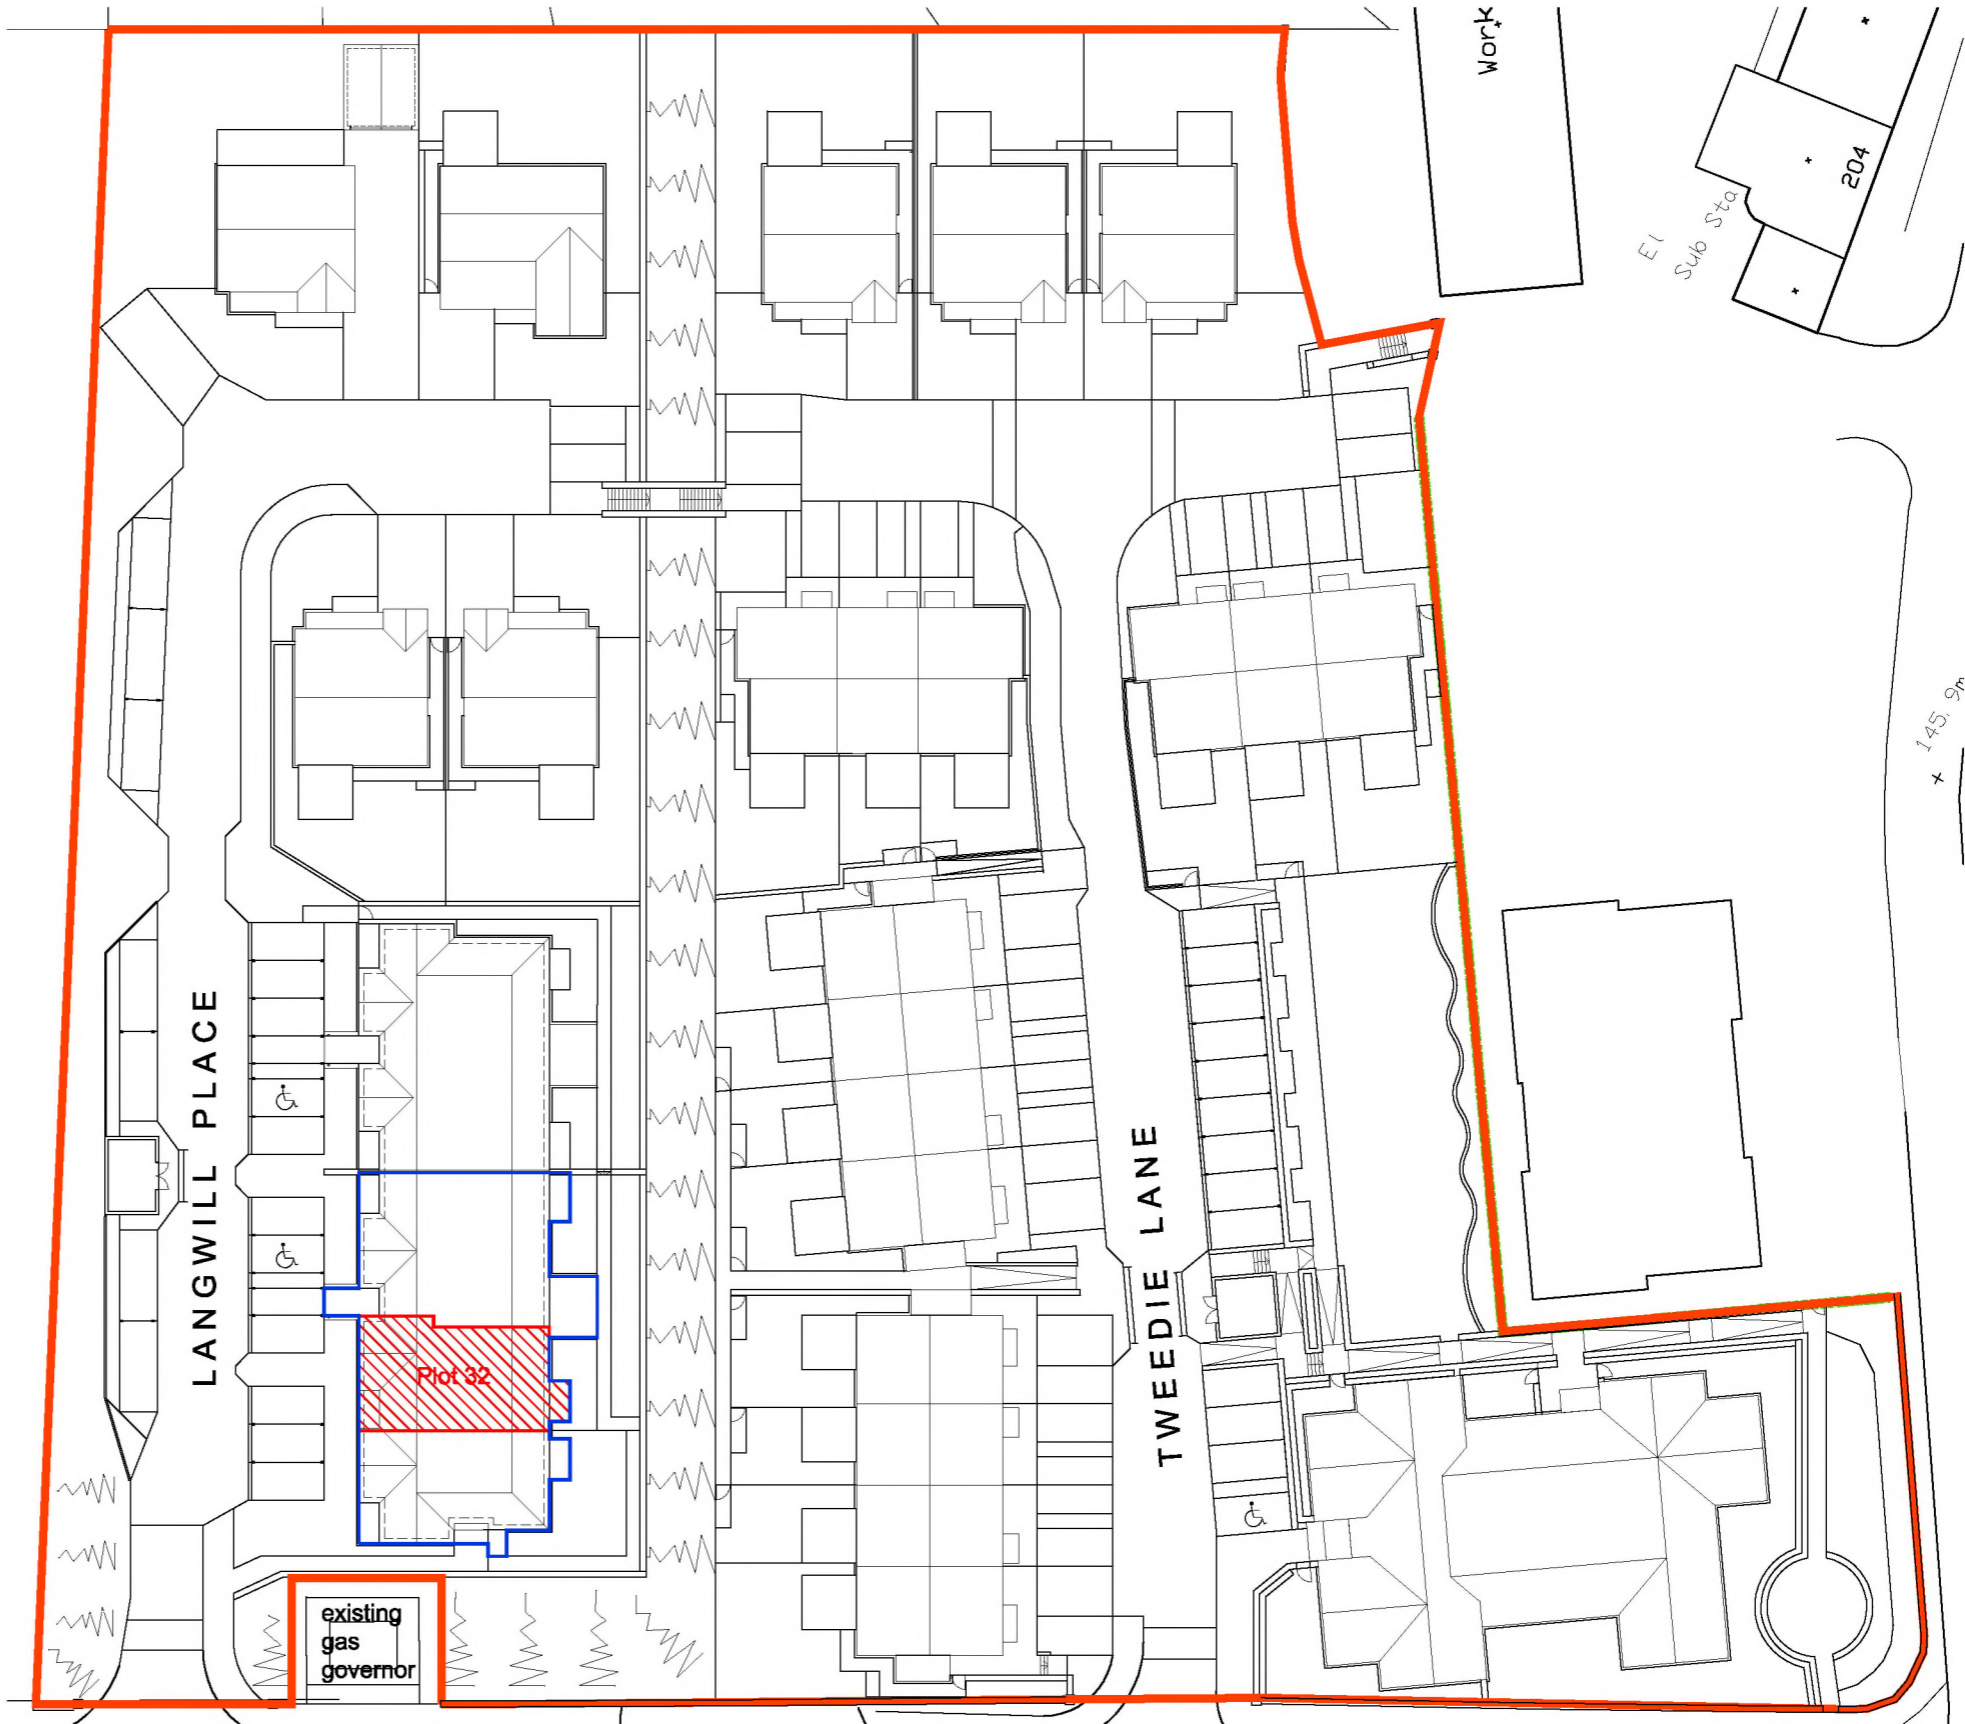 Work
204
El
Sub Sta
145.9m
LANGWILL PLACE
TWEEDIE LANE
Plot 32
existing
gas
governor